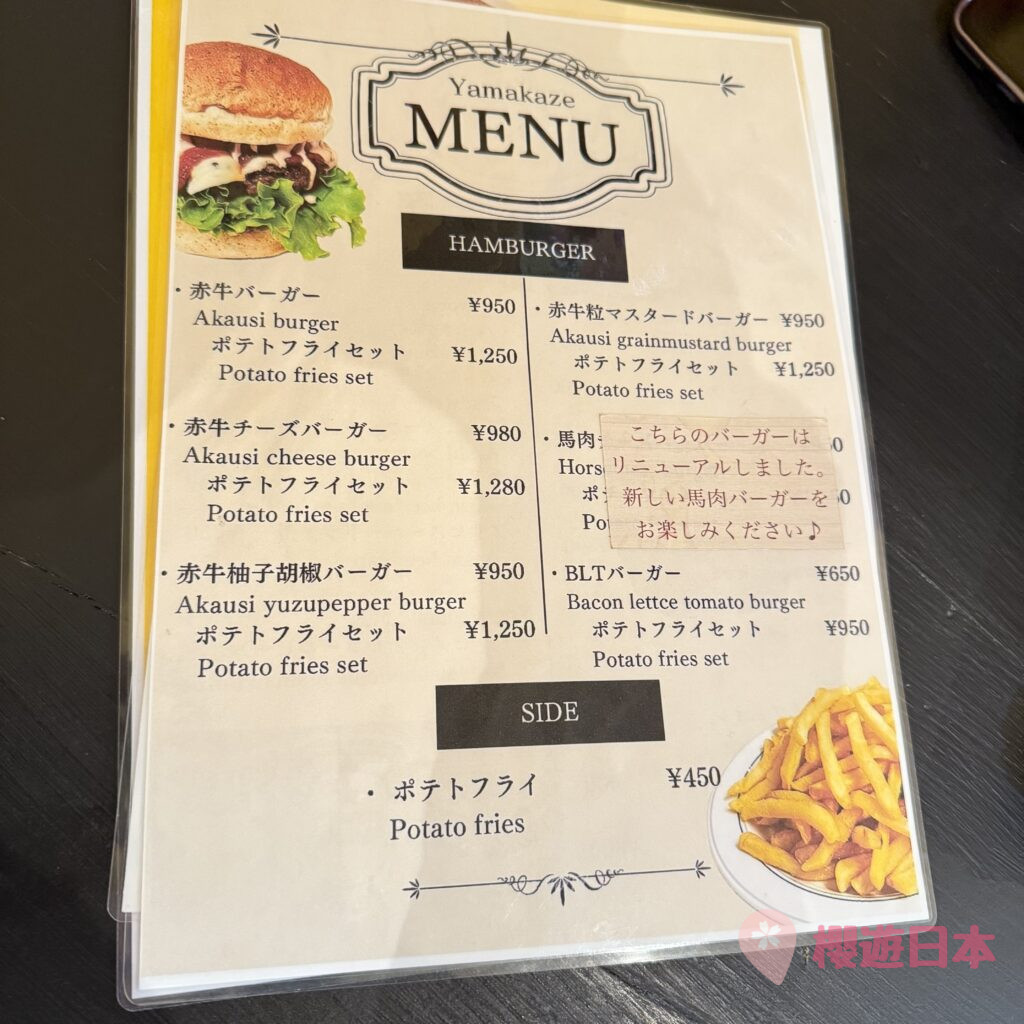 Yamakaze
MENU
HAMBURGER
・赤牛バーガー ¥950
Akausi burger
ポテトフライセット ¥1,250
Potato fries set
・赤牛チーズバーガー ¥980
Akausi cheese burger
ポテトフライセット ¥1,280
Potato fries set
・赤牛柚子胡椒バーガー ¥950
Akausi yuzupepper burger
ポテトフライセット ¥1,250
Potato fries set
・赤牛粒マスタードバーガー ¥950
Akausi grainmustard burger
ポテトフライセット ¥1,250
Potato fries set
・馬肉
こちらのバーガーは
リニューアルしました。
新しい馬肉バーガーを
お楽しみください♪
・BLTバーガー ¥650
Bacon lettce tomato burger
ポテトフライセット ¥950
Potato fries set
SIDE
・ポテトフライ ¥450
Potato fries
櫻遊日本